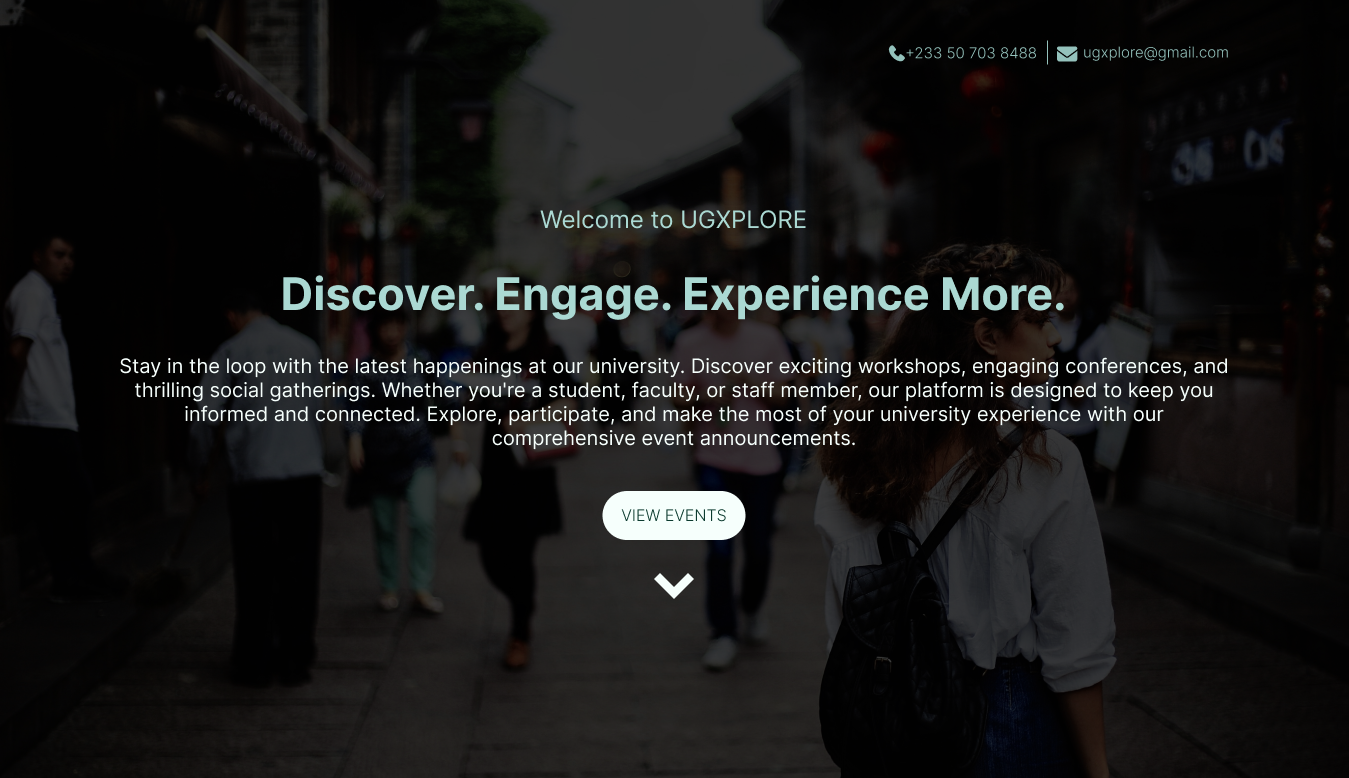 +233 50 703 8488
ugxplore@gmail.com
Welcome to UGXPLORE
Discover. Engage. Experience More.
Stay in the loop with the latest happenings at our university. Discover exciting workshops, engaging conferences, and
thrilling social gatherings. Whether you're a student, faculty, or staff member, our platform is designed to keep you
informed and connected. Explore, participate, and make the most of your university experience with our
comprehensive event announcements.
VIEW EVENTS